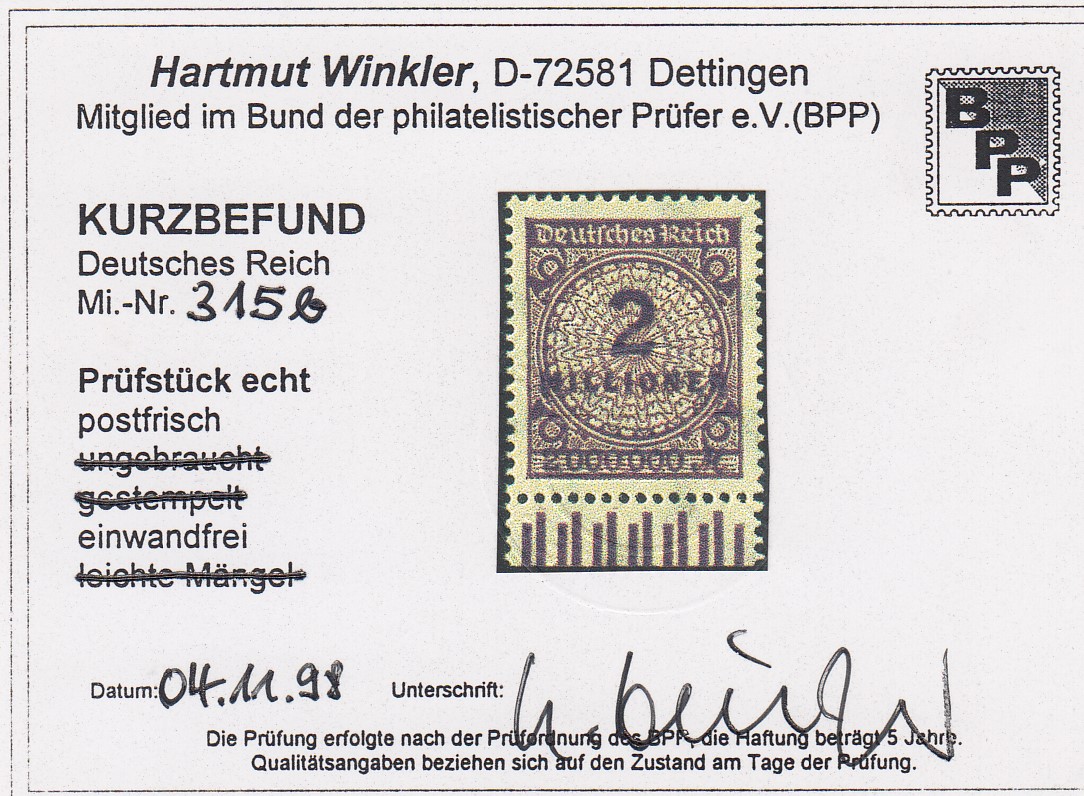 Hartmut Winkler, D-72581 Dettingen
Mitglied im Bund der philatelistischer Prüfer e.V.(BPP)
BPP
KURZBEFUND
Deutsches Reich
Mi.-Nr. 315b
Prüfstück echt
postfrisch
ungebraucht
gestempelt
einwandfrei
leichte Mängel
Deutsches Reich
2
MILLIONEN
2000000 M
Datum: 04.11.98 Unterschrift:
Die Prüfung erfolgte nach der Prüfordnung des BPP, die Haftung beträgt 5 Jahre.
Qualitätsangaben beziehen sich auf den Zustand am Tage der Prüfung.